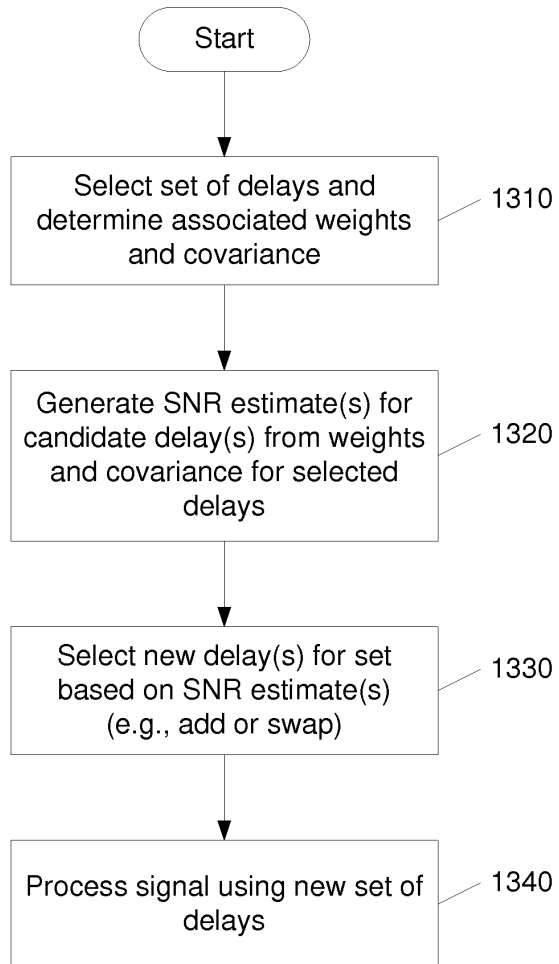 Start
Select set of delays and
determine associated weights
and covariance
1310
Generate SNR estimate(s) for
candidate delay(s) from weights
and covariance for selected
delays
1320
Select new delay(s) for set
based on SNR estimate(s)
(e.g., add or swap)
1330
Process signal using new set of
delays
1340